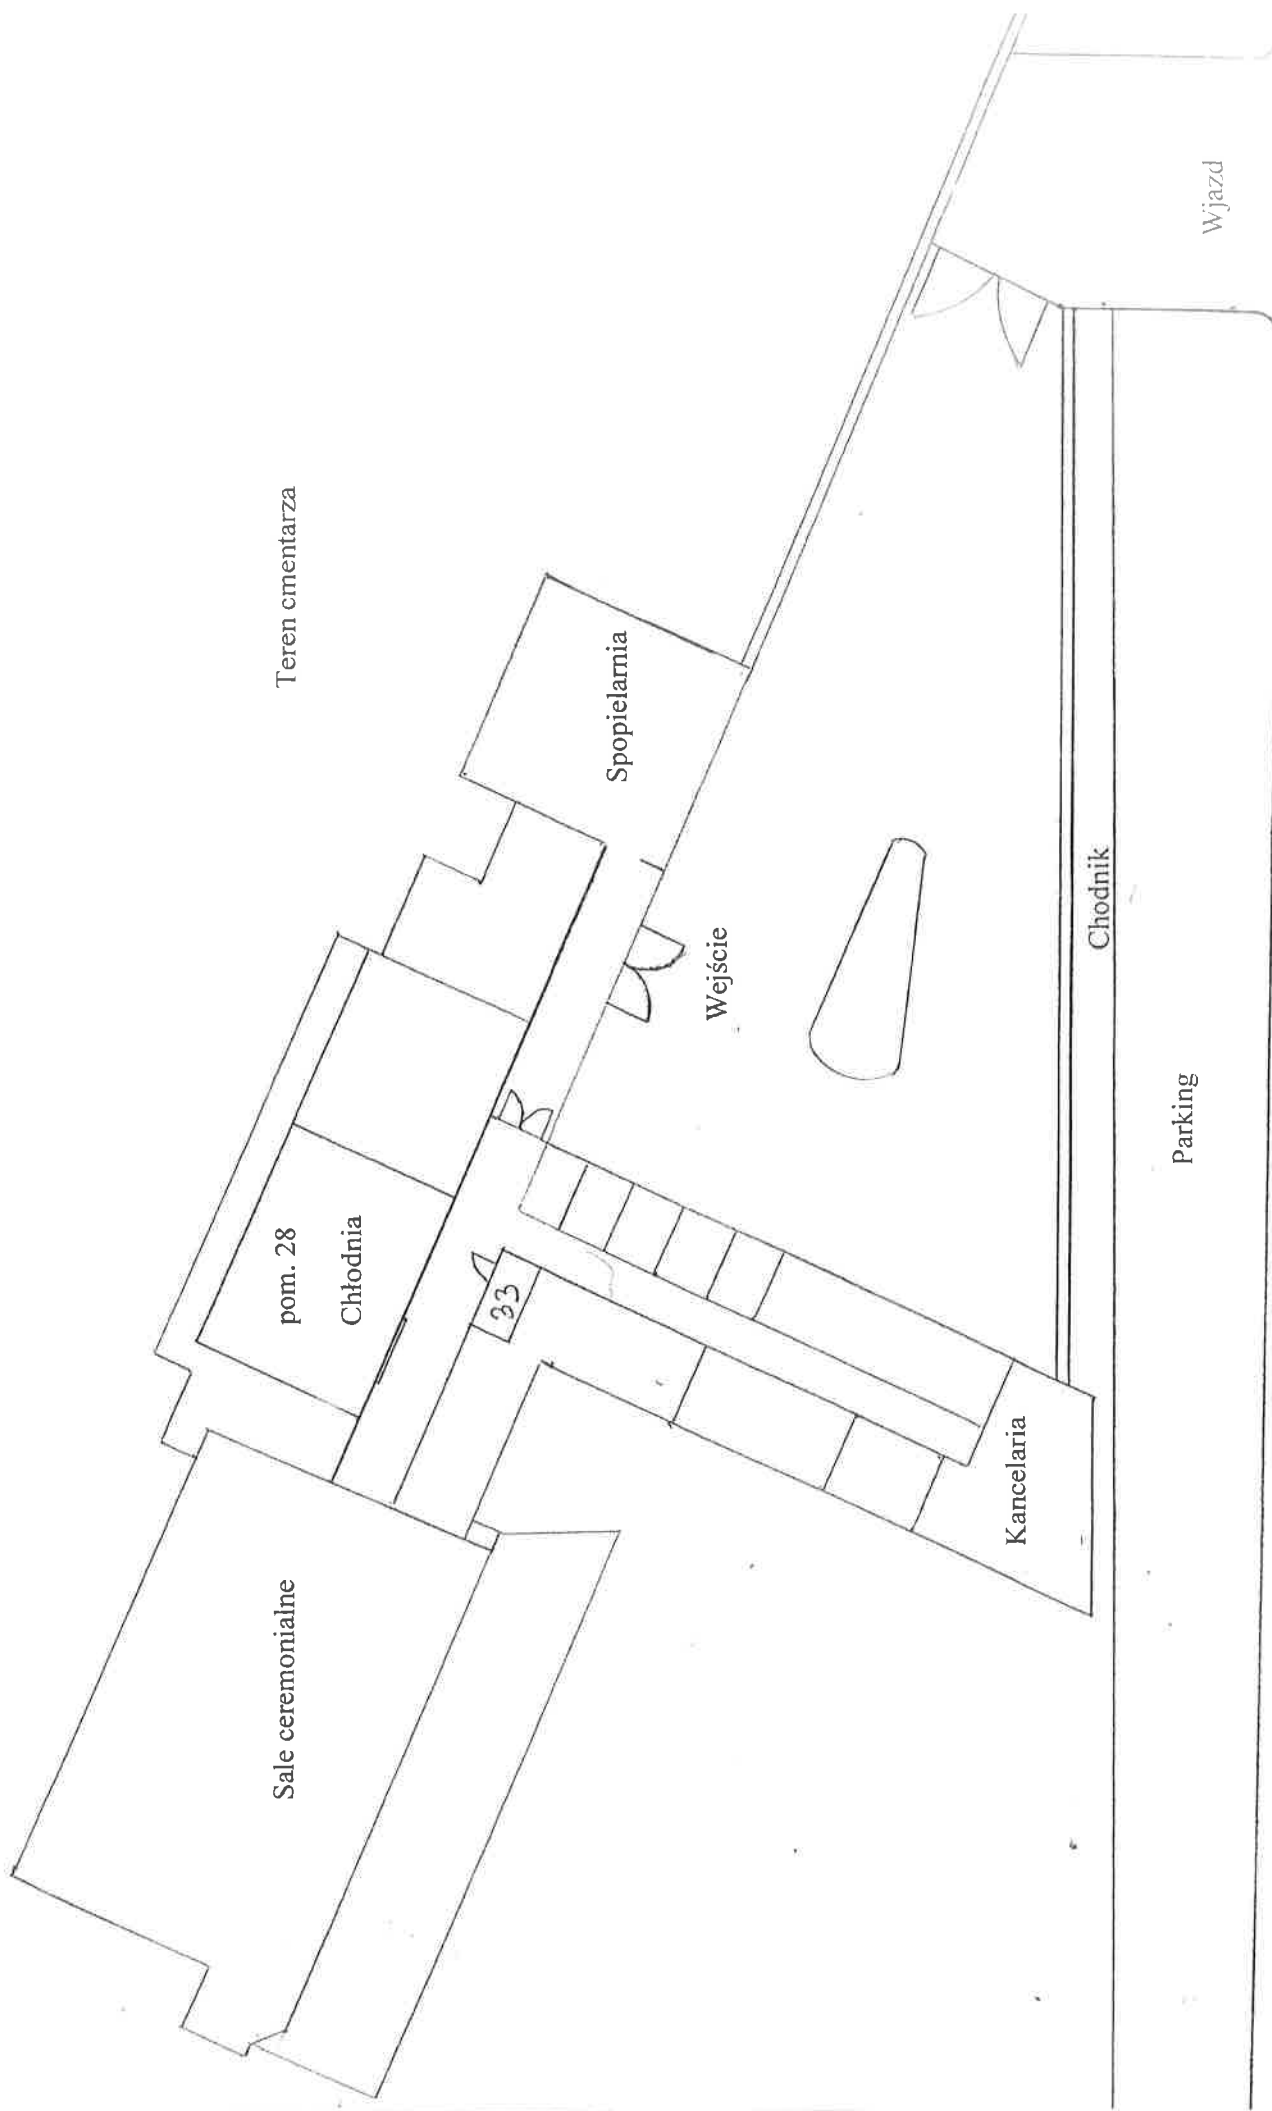 Teren cmentarza
Sale ceremonialne
pom. 28
Chłodnia
33
Spopielarnia
Wejście
Kancelaria
Chodnik
Parking
Wjazd